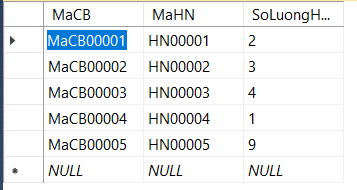 MaCB MaHN SoLuongH...
MaCB00001 HN00001 2
MaCB00002 HN00002 3
MaCB00003 HN00003 4
MaCB00004 HN00004 1
MaCB00005 HN00005 9
NULL NULL NULL